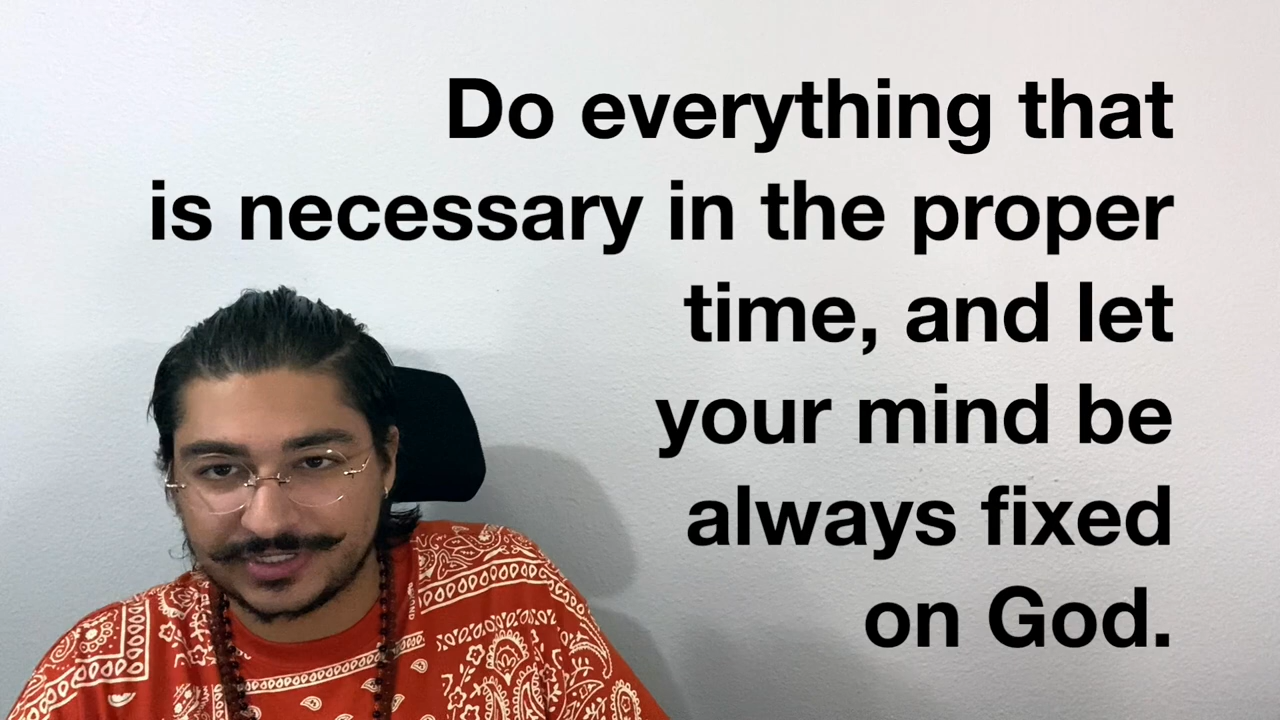 Do everything that
is necessary in the proper
time, and let
your mind be
always fixed
on God.